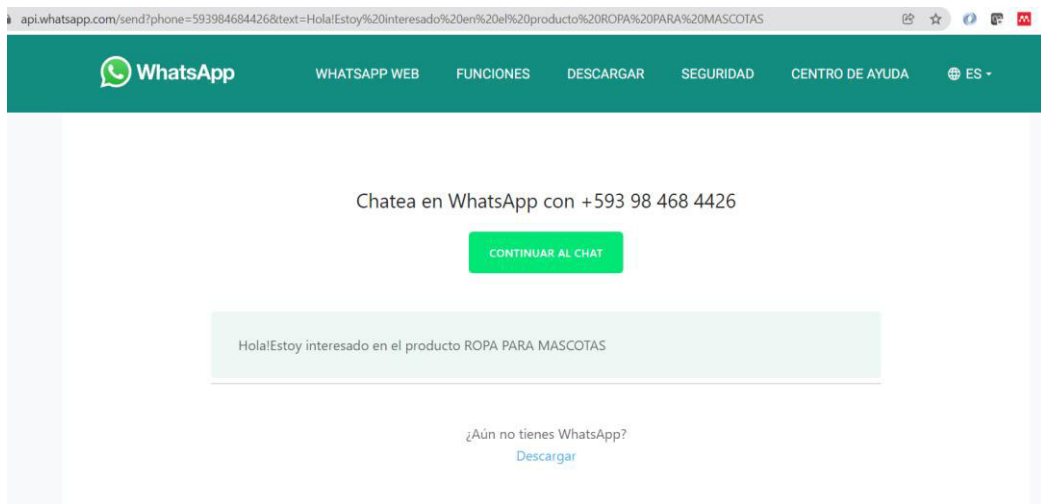 api.whatsapp.com/send?phone=593984684426&text=Hola!Estoy%20interesado%20en%20el%20producto%20ROPA%20PARA%20MASCOTAS
WhatsApp WHATSAPP WEB FUNCIONES DESCARGAR SEGURIDAD CENTRO DE AYUDA ES
Chatea en WhatsApp con +593 98 468 4426
CONTINUAR AL CHAT
Hola!Estoy interesado en el producto ROPA PARA MASCOTAS
¿Aún no tienes WhatsApp?
Descargar